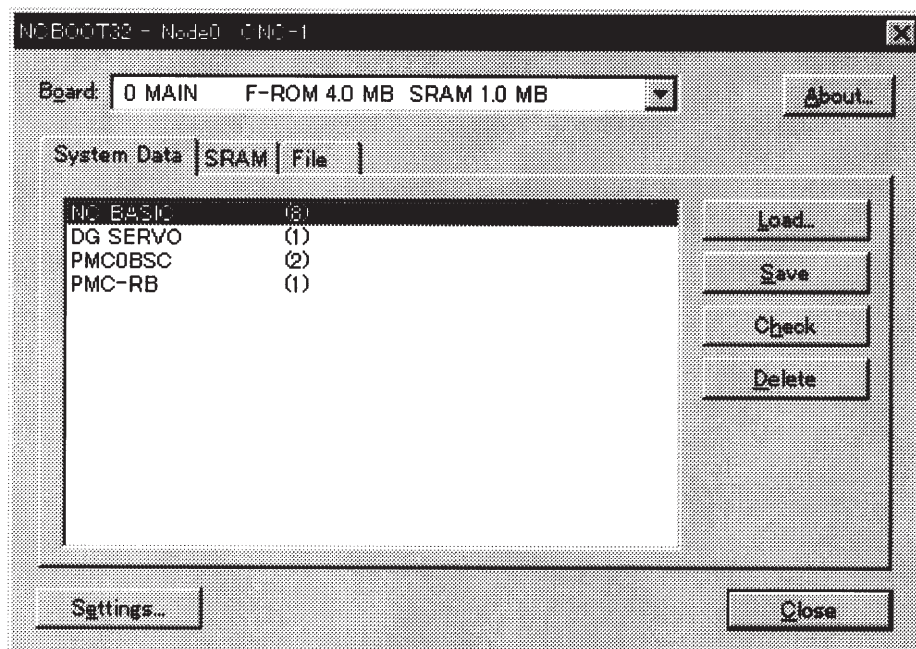 NCBOOT32 - Node0 CNC-1
Board: 0 MAIN F-ROM 4.0 MB SRAM 1.0 MB About...
System Data SRAM File
NC BASIC (8)
DG SERVO (1)
PMC0BSC (2)
PMC-RB (1)
Load...
Save
Check
Delete
Settings... Close